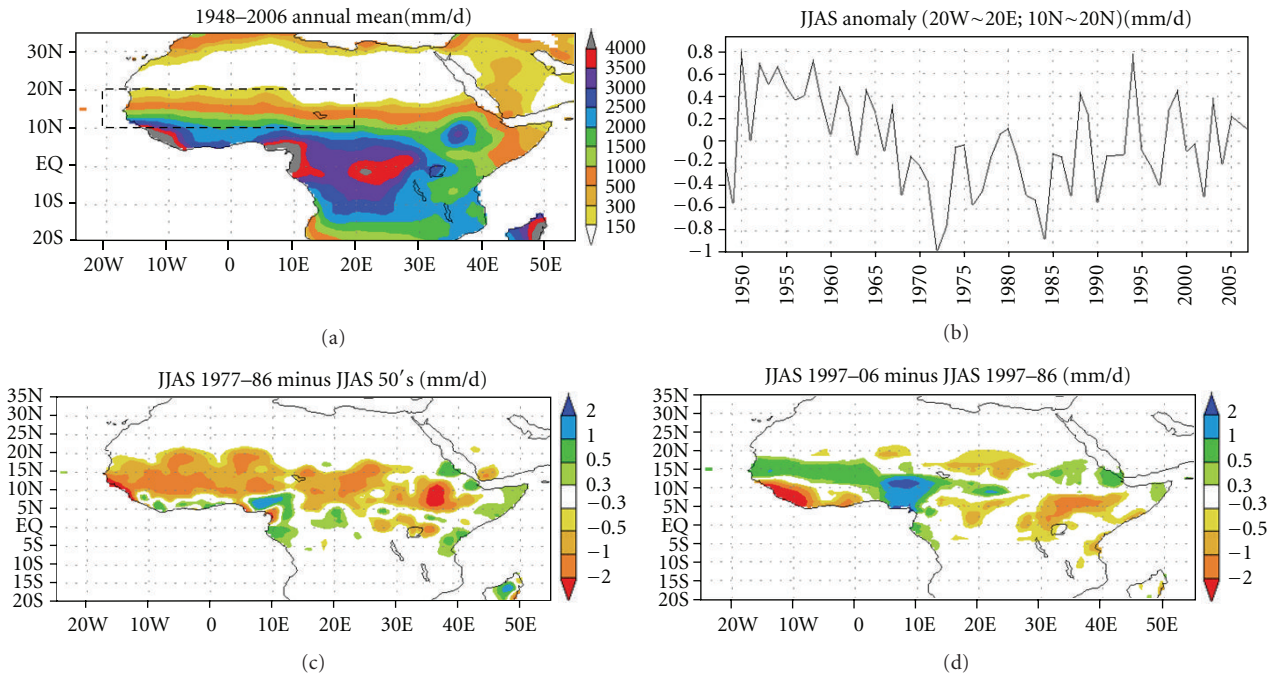 1948–2006 annual mean(mm/d)
30N
20N
10N
EQ
10S
20S
20W 10W 0 10E 20E 30E 40E 50E
4000
3500
3000
2500
2000
1500
1000
500
300
150
(a)
JJAS anomaly (20W~20E; 10N~20N)(mm/d)
0.8
0.6
0.4
0.2
0
−0.2
−0.4
−0.6
−0.8
−1
1950 1955 1960 1965 1970 1975 1980 1985 1990 1995 2000 2005
(b)
JJAS 1977–86 minus JJAS 50′s (mm/d)
35N
30N
25N
20N
15N
10N
5N
EQ
5S
10S
15S
20S
20W 10W 0 10E 20E 30E 40E 50E
2
1
0.5
0.3
−0.3
−0.5
−1
−2
(c)
JJAS 1997–06 minus JJAS 1997–86 (mm/d)
35N
30N
25N
20N
15N
10N
5N
EQ
5S
10S
15S
20S
20W 10W 0 10E 20E 30E 40E 50E
2
1
0.5
0.3
−0.3
−0.5
−1
−2
(d)